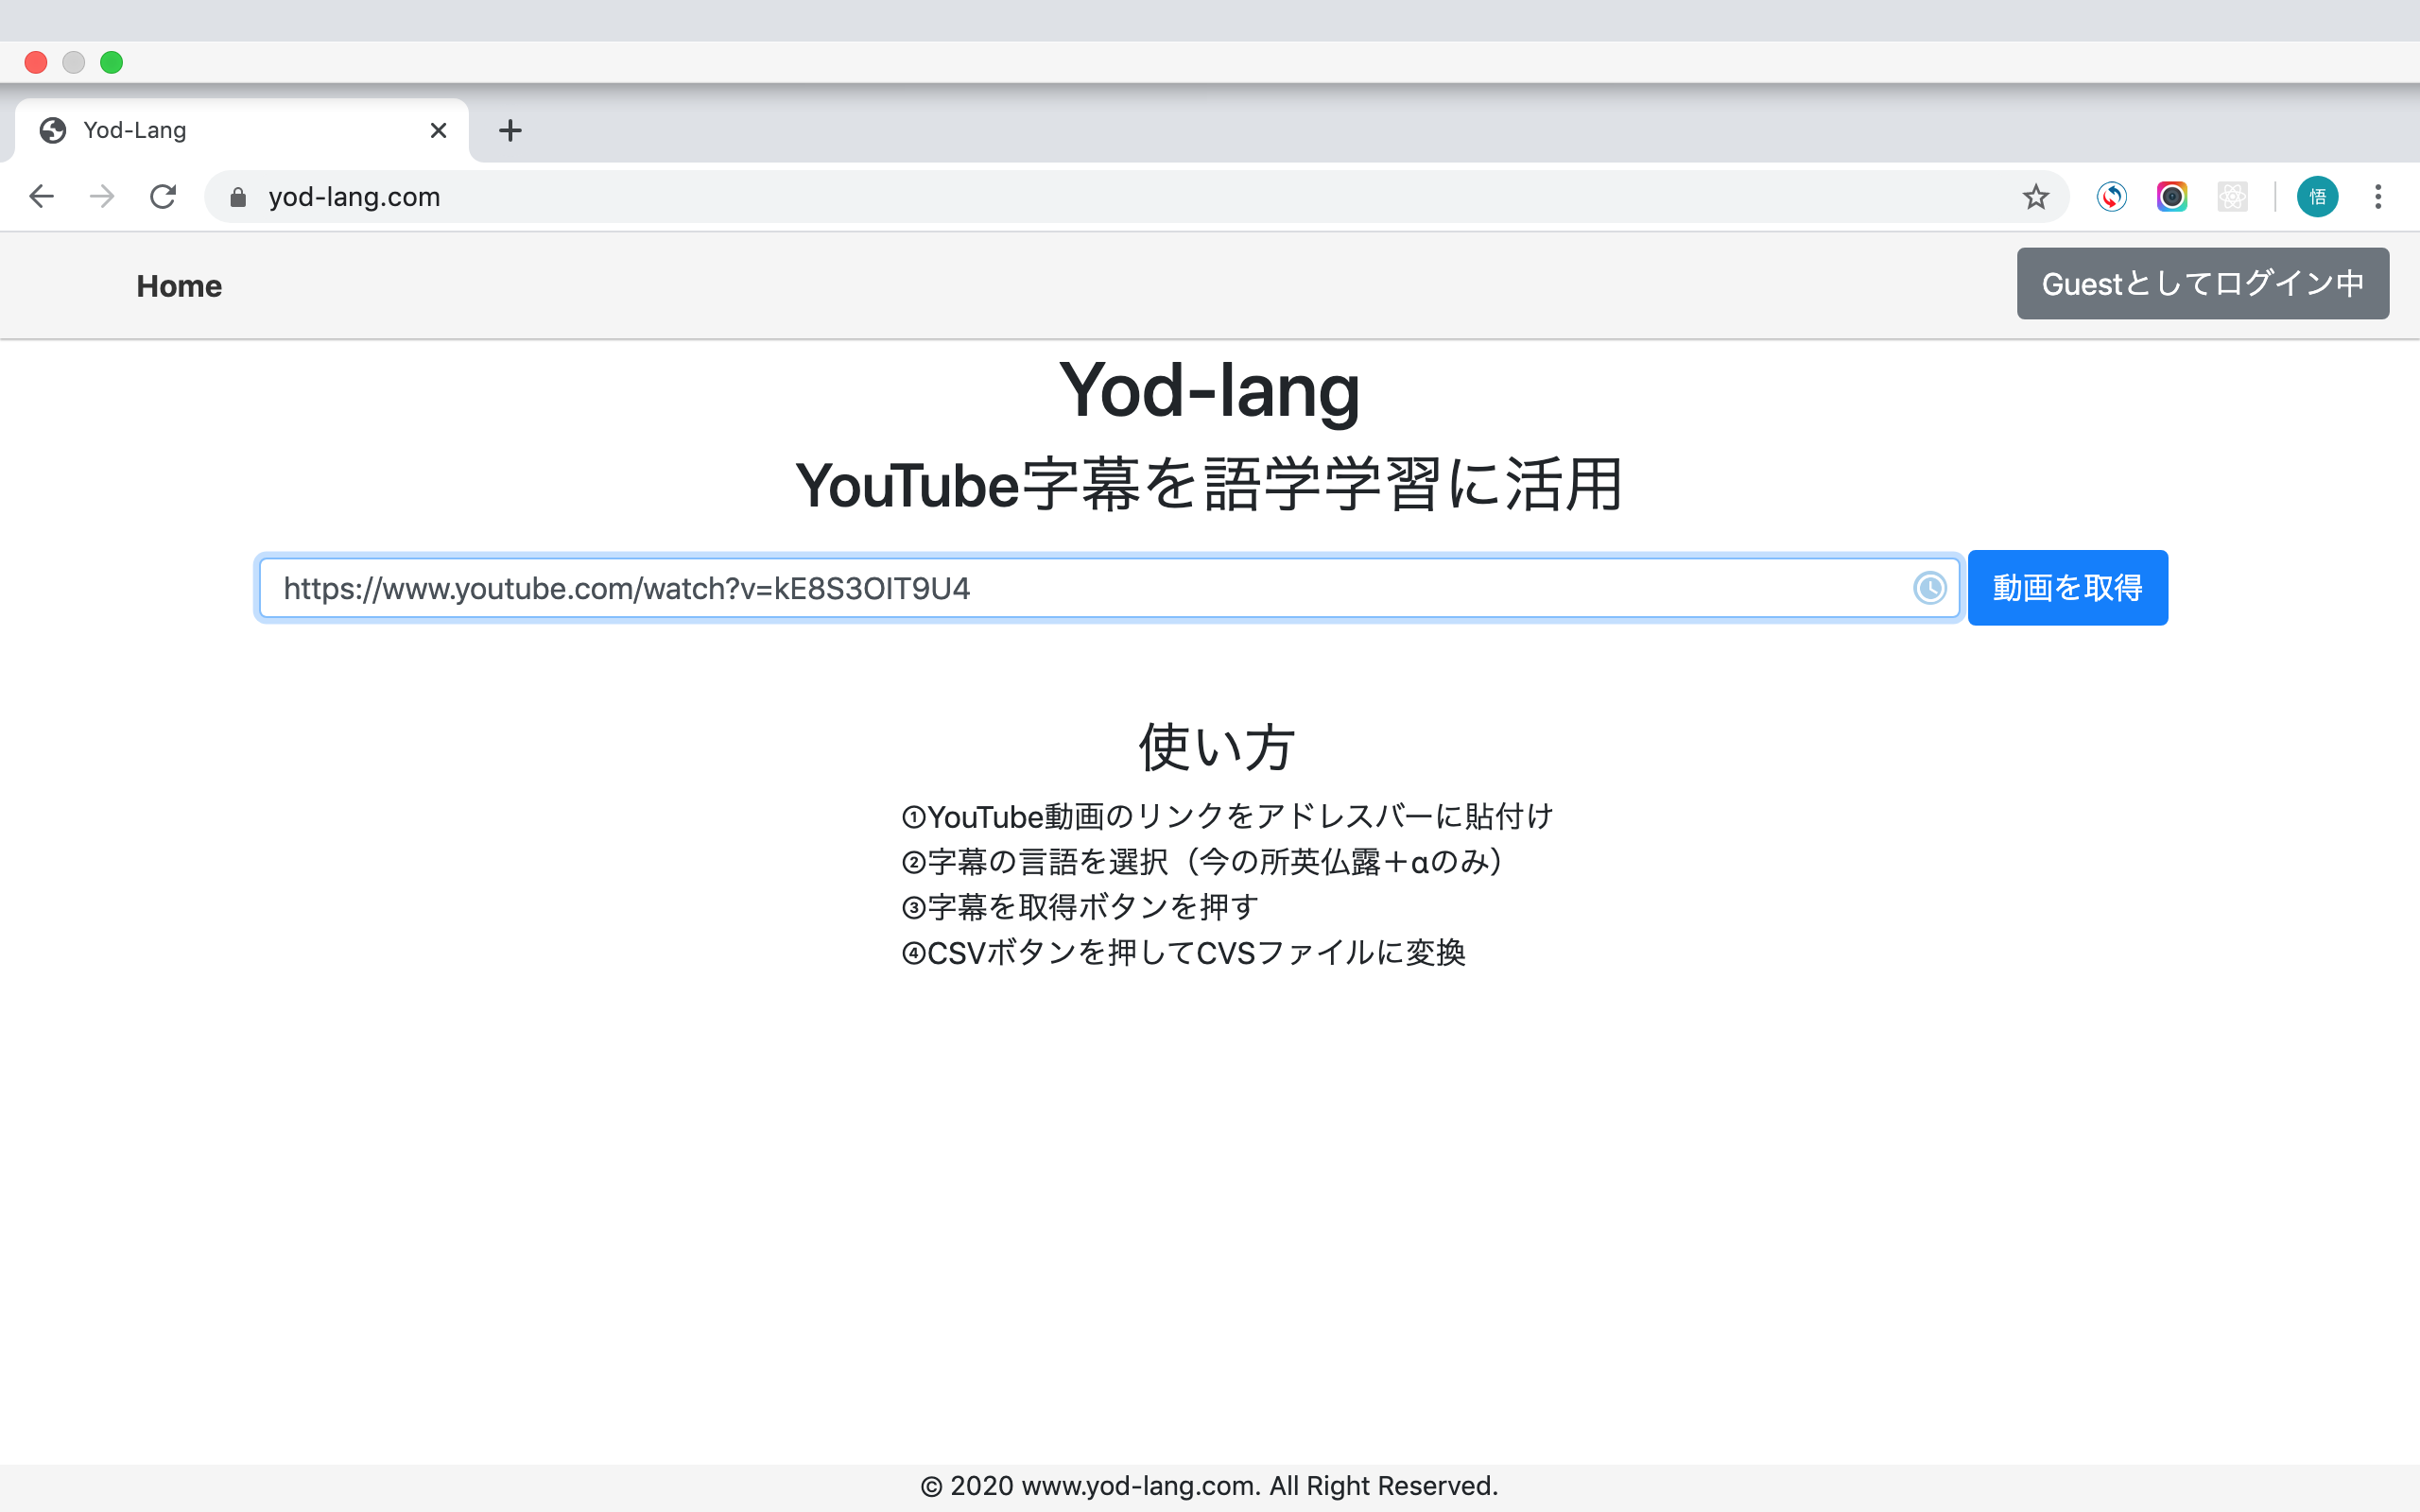 Yod-Lang
yod-lang.com
悟
Home
Guestとしてログイン中
Yod-lang
YouTube字幕を語学学習に活用
https://www.youtube.com/watch?v=kE8S3OIT9U4
動画を取得
使い方
①YouTube動画のリンクをアドレスバーに貼付け
②字幕の言語を選択（今の所英仏露＋αのみ）
③字幕を取得ボタンを押す
④CSVボタンを押してCVSファイルに変換
© 2020 www.yod-lang.com. All Right Reserved.